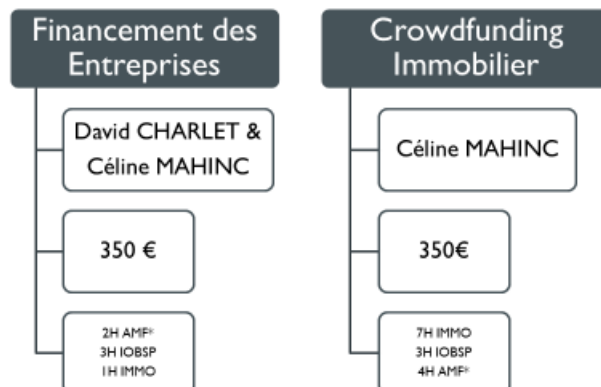 Financement des
Entreprises
David CHARLET &
Céline MAHINC
350 €
2H AMF*
3H IOBSP
1H IMMO
Crowdfunding
Immobilier
Céline MAHINC
350€
7H IMMO
3H IOBSP
4H AMF*